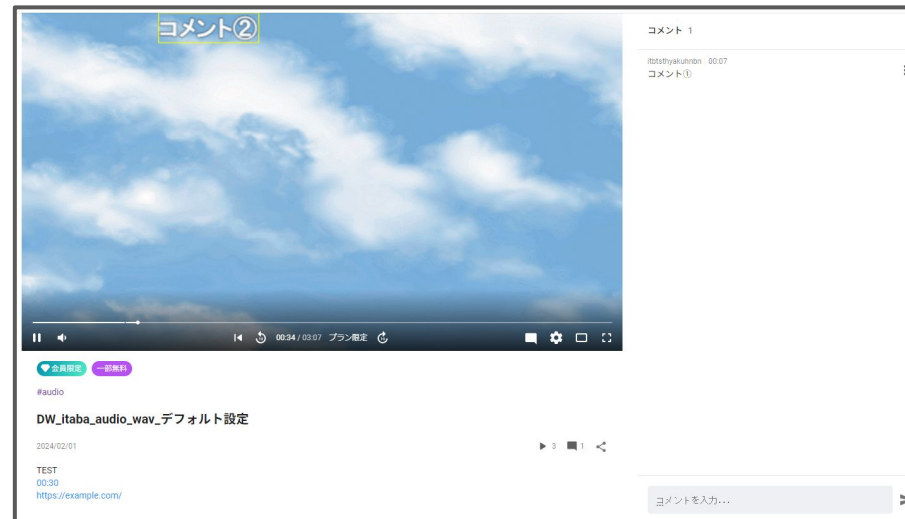 コメント②
00:34 / 03:07 プラン限定
会員限定 一部無料
#audio
DW_itaba_audio_wav_デフォルト設定
2024/02/01
3 1
TEST
00:30
https://example.com/
コメント 1
itbtsthyakuhnbn 00:07
コメント①
コメントを入力...